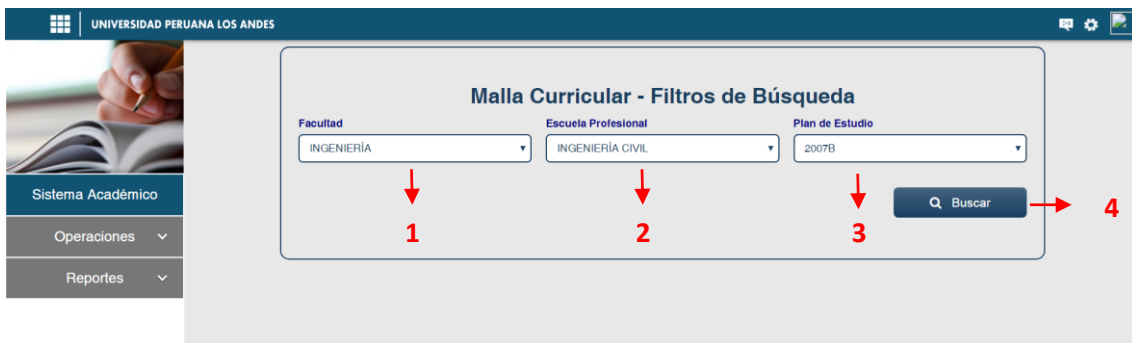 UNIVERSIDAD PERUANA LOS ANDES
Malla Curricular - Filtros de Búsqueda
Facultad Escuela Profesional Plan de Estudio
INGENIERÍA INGENIERÍA CIVIL 2007B
Sistema Académico
Buscar 4
1 2 3
Operaciones
Reportes